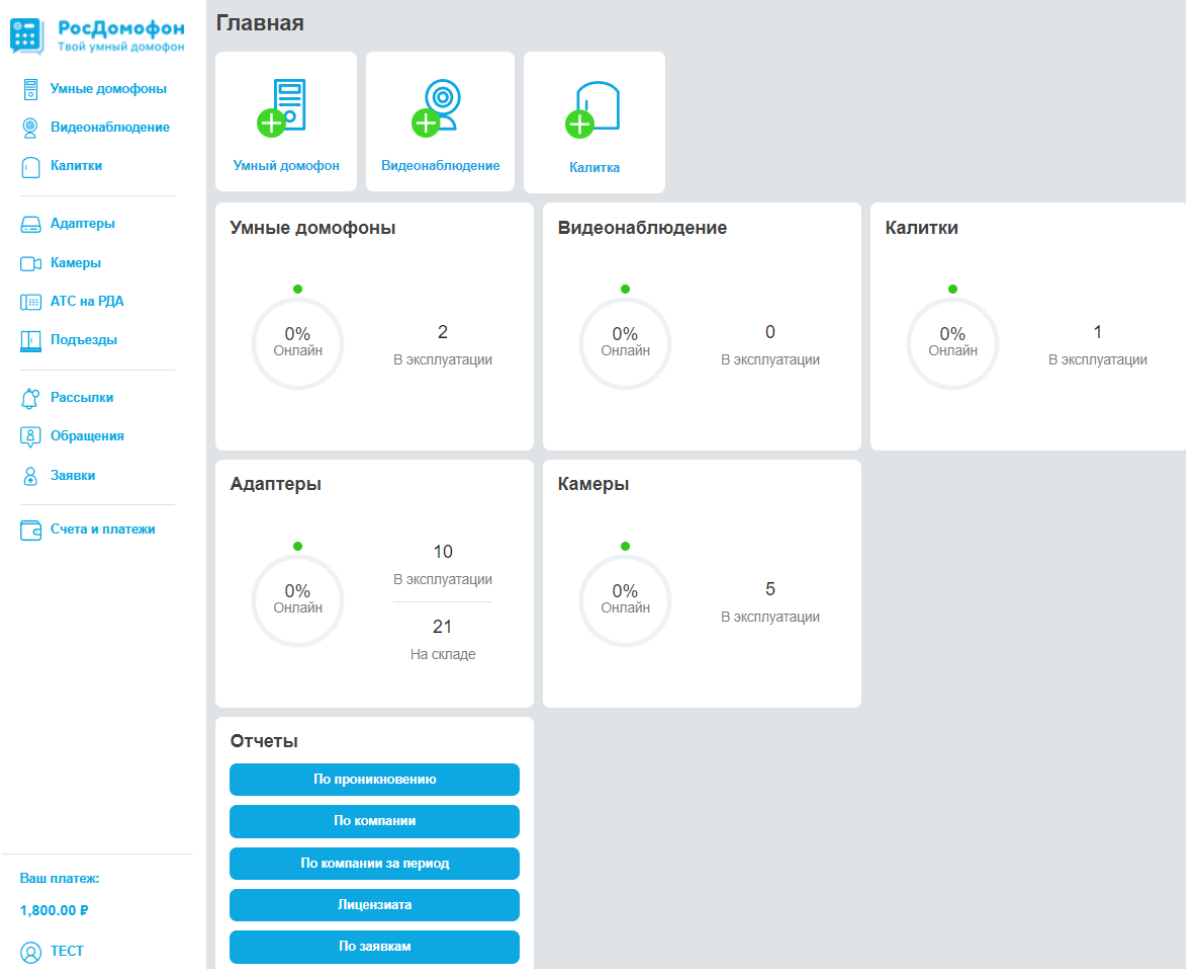 РосДомофон
Твой умный домофон
Умные домофоны
Видеонаблюдение
Калитки
Адаптеры
Камеры
АТС на РДА
Подъезды
Рассылки
Обращения
Заявки
Счета и платежи
Ваш платеж:
1,800.00 ₽
ТЕСТ
Главная
Умный домофон
Видеонаблюдение
Калитка
Умные домофоны
0%
Онлайн
2
В эксплуатации
Видеонаблюдение
0%
Онлайн
0
В эксплуатации
Калитки
0%
Онлайн
1
В эксплуатации
Адаптеры
0%
Онлайн
10
В эксплуатации
21
На складе
Камеры
0%
Онлайн
5
В эксплуатации
Отчеты
По проникновению
По компании
По компании за период
Лицензиата
По заявкам